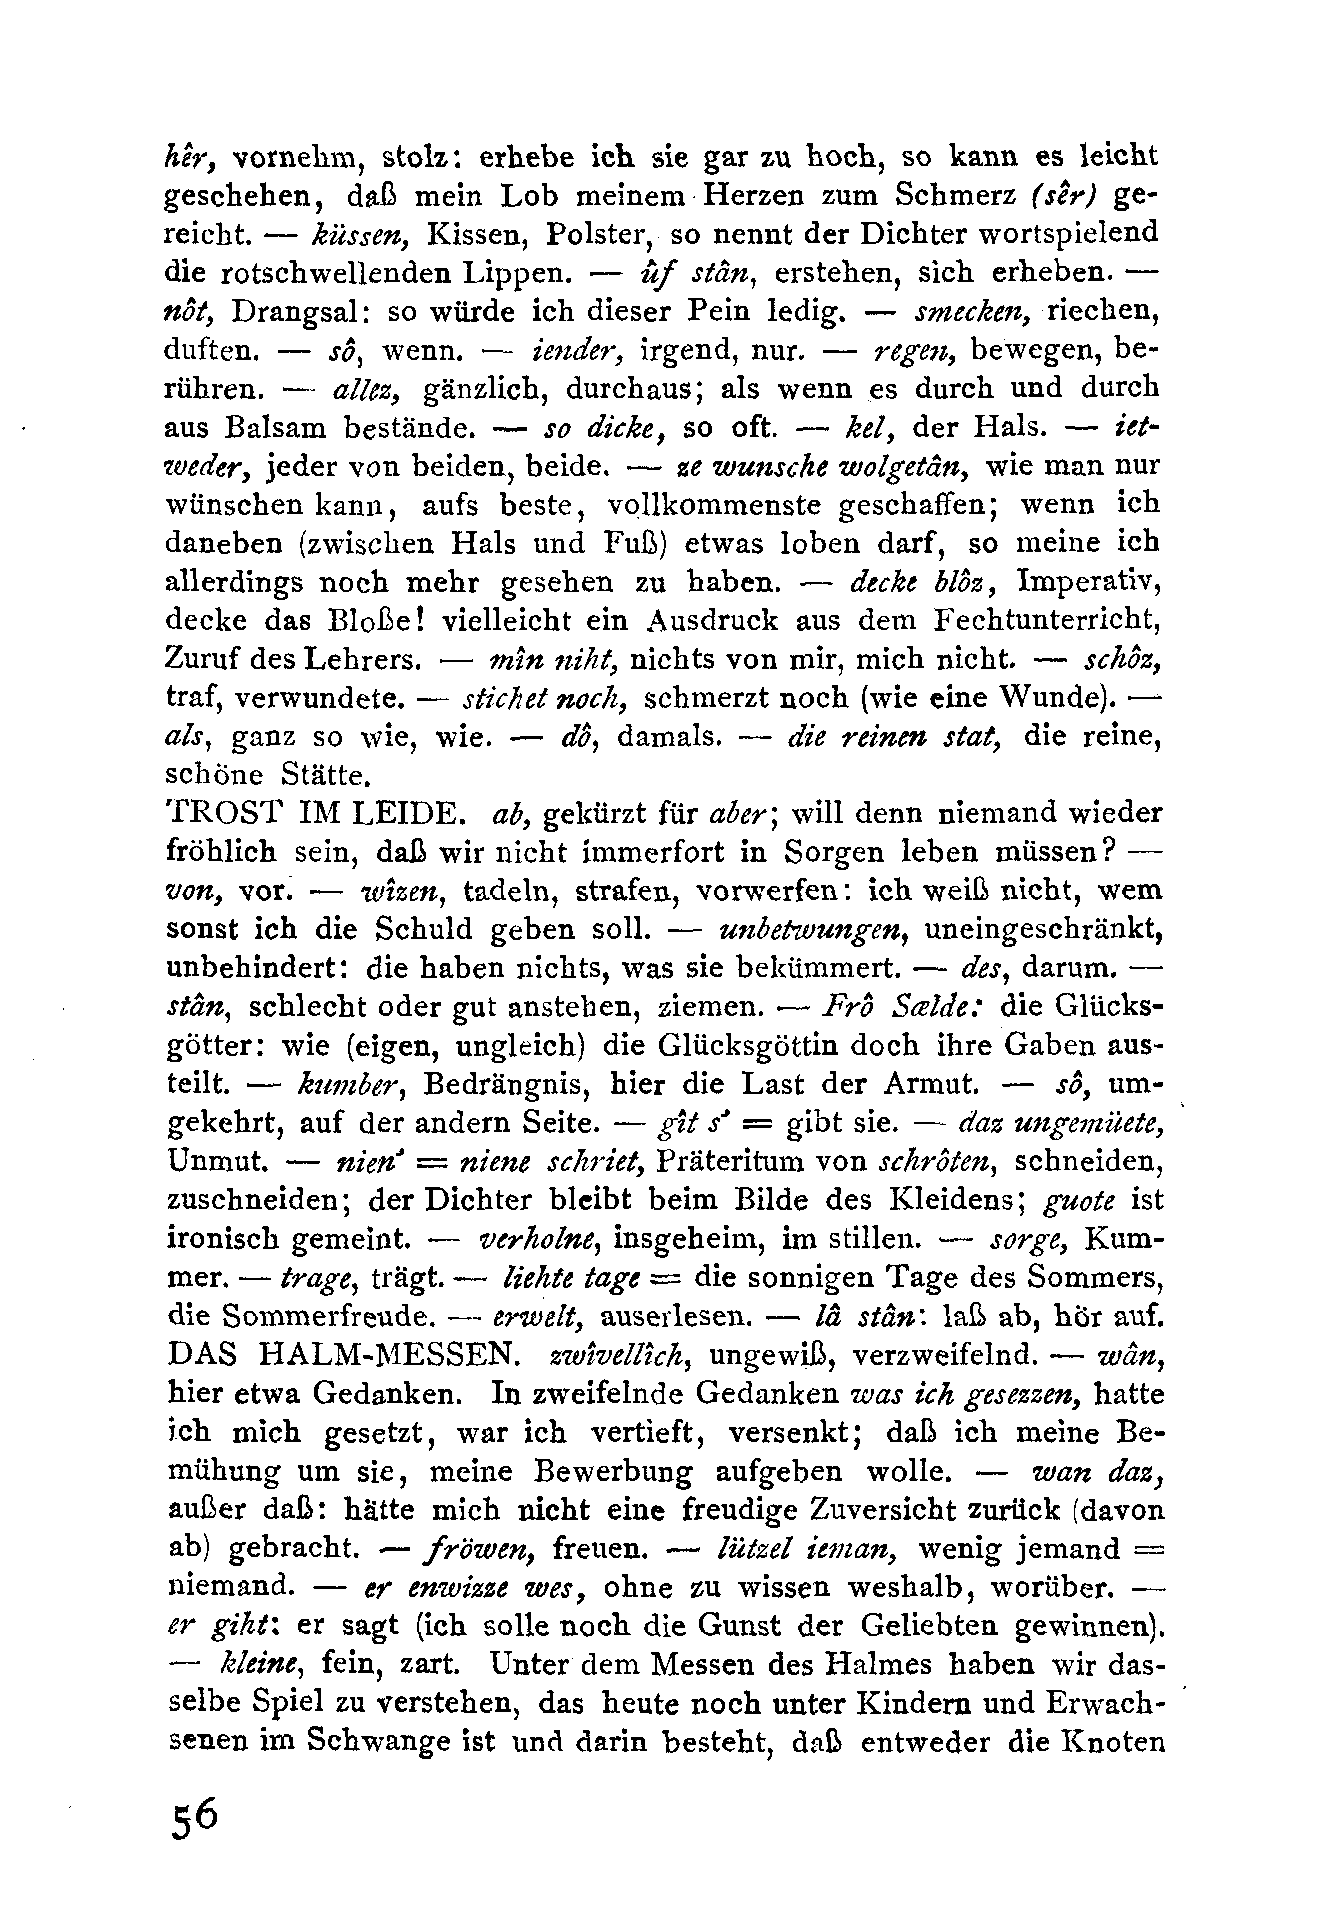 hêr, vornehm, stolz: erhebe ich sie gar zu hoch, so kann es leicht
geschehen, daß mein Lob meinem Herzen zum Schmerz (sêr) ge-
reicht. — küssen, Kissen, Polster, so nennt der Dichter wortspielend
die rotschwellenden Lippen. — ûf stân, erstehen, sich erheben. —
nôt, Drangsal: so würde ich dieser Pein ledig. — smecken, riechen,
duften. — sô, wenn. — iender, irgend, nur. — regen, bewegen, be-
rühren. — allez, gänzlich, durchaus; als wenn es durch und durch
aus Balsam bestände. — so dicke, so oft. — kel, der Hals. — iet-
weder, jeder von beiden, beide. — ze wunsche wolgetân, wie man nur
wünschen kann, aufs beste, vollkommenste geschaffen; wenn ich
daneben (zwischen Hals und Fuß) etwas loben darf, so meine ich
allerdings noch mehr gesehen zu haben. — decke blôz, Imperativ,
decke das Bloße! vielleicht ein Ausdruck aus dem Fechtunterricht,
Zuruf des Lehrers. — mîn niht, nichts von mir, mich nicht. — schôz,
traf, verwundete. — stichet noch, schmerzt noch (wie eine Wunde). —
als, ganz so wie, wie. — dô, damals. — die reinen stat, die reine,
schöne Stätte.
TROST IM LEIDE. ab, gekürzt für aber; will denn niemand wieder
fröhlich sein, daß wir nicht immerfort in Sorgen leben müssen? —
von, vor. — wîzen, tadeln, strafen, vorwerfen: ich weiß nicht, wem
sonst ich die Schuld geben soll. — unbetwungen, uneingeschränkt,
unbehindert: die haben nichts, was sie bekümmert. — des, darum. —
stân, schlecht oder gut anstehen, ziemen. — Frô Sælde: die Glücks-
götter: wie (eigen, ungleich) die Glücksgöttin doch ihre Gaben aus-
teilt. — kumber, Bedrängnis, hier die Last der Armut. — sô, um-
gekehrt, auf der andern Seite. — gît s' = gibt sie. — daz ungemüete,
Unmut. — nien' = niene schriet, Präteritum von schrôten, schneiden,
zuschneiden; der Dichter bleibt beim Bilde des Kleidens; guote ist
ironisch gemeint. — verholne, insgeheim, im stillen. — sorge, Kum-
mer. — trage, trägt. — liehte tage = die sonnigen Tage des Sommers,
die Sommerfreude. — erwelt, auserlesen. — lâ stân: laß ab, hör auf.
DAS HALM-MESSEN. zwîvellîch, ungewiß, verzweifelnd. — wân,
hier etwa Gedanken. In zweifelnde Gedanken was ich gesezzen, hatte
ich mich gesetzt, war ich vertieft, versenkt; daß ich meine Be-
mühung um sie, meine Bewerbung aufgeben wolle. — wan daz,
außer daß: hätte mich nicht eine freudige Zuversicht zurück (davon
ab) gebracht. — fröwen, freuen. — lützel ieman, wenig jemand =
niemand. — er enwizze wes, ohne zu wissen weshalb, worüber. —
er giht: er sagt (ich solle noch die Gunst der Geliebten gewinnen).
— kleine, fein, zart. Unter dem Messen des Halmes haben wir das-
selbe Spiel zu verstehen, das heute noch unter Kindern und Erwach-
senen im Schwange ist und darin besteht, daß entweder die Knoten
56